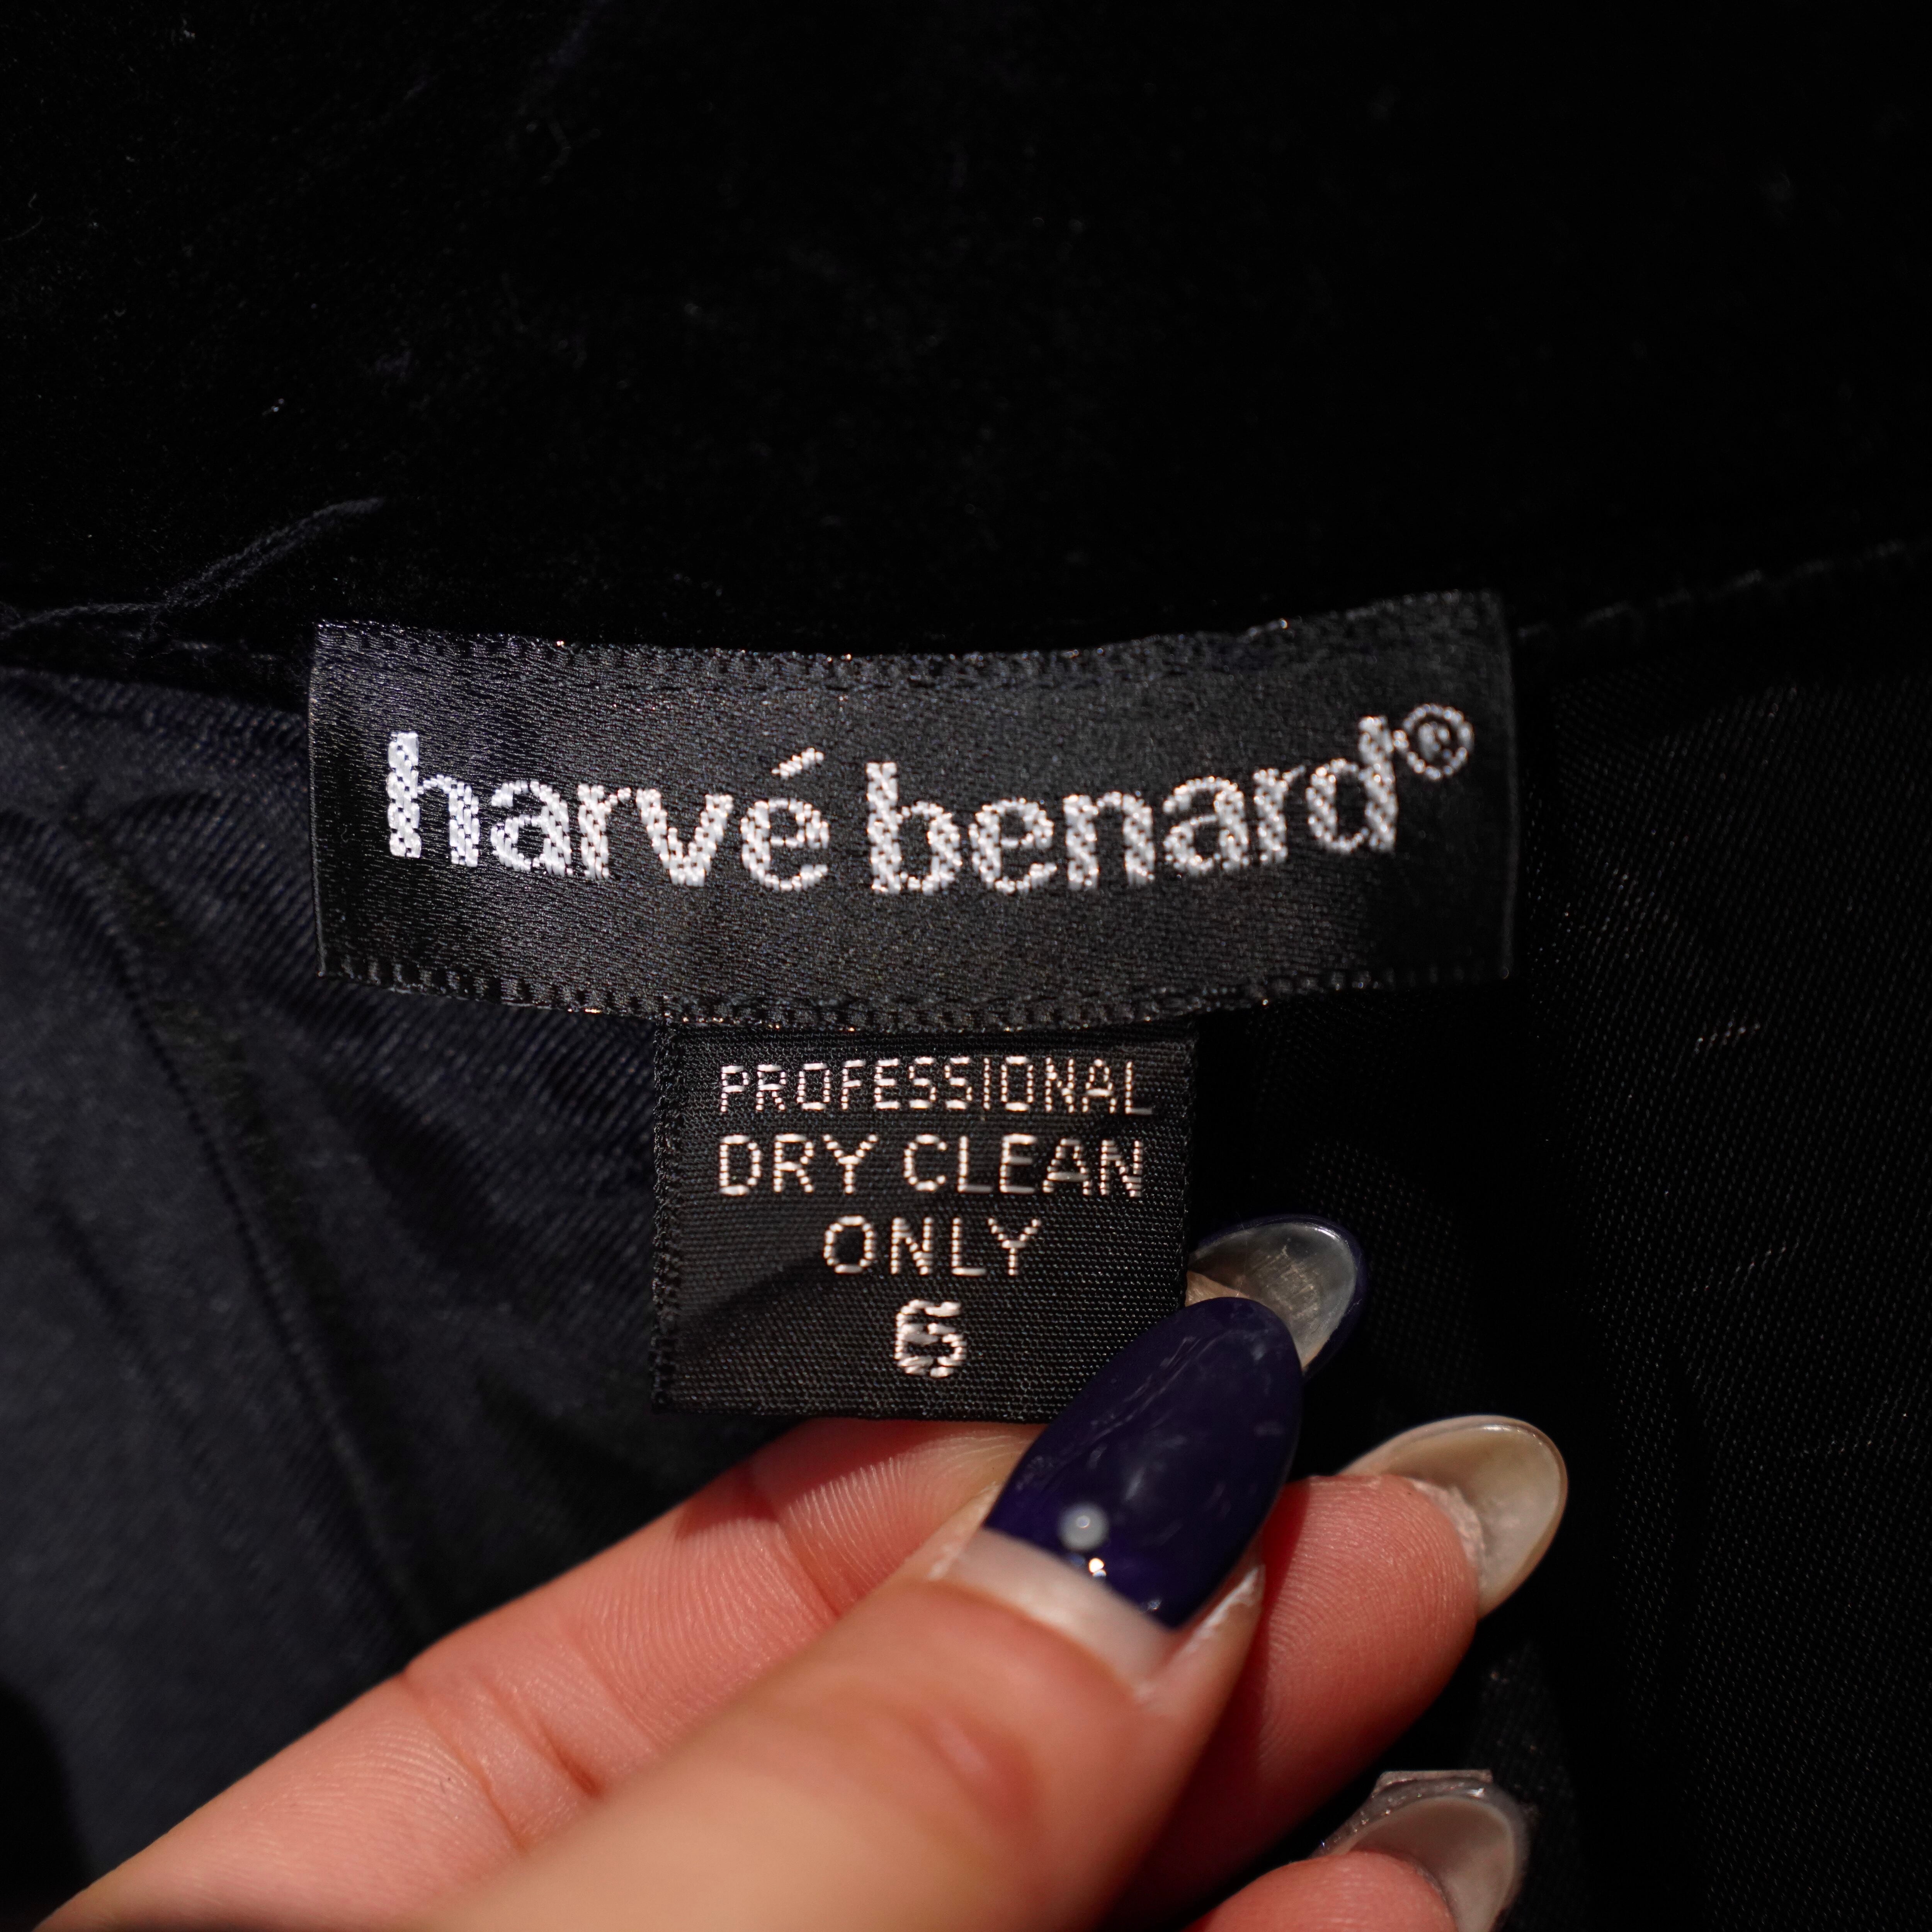 harvé benard®
PROFESSIONAL
DRY CLEAN
ONLY
6